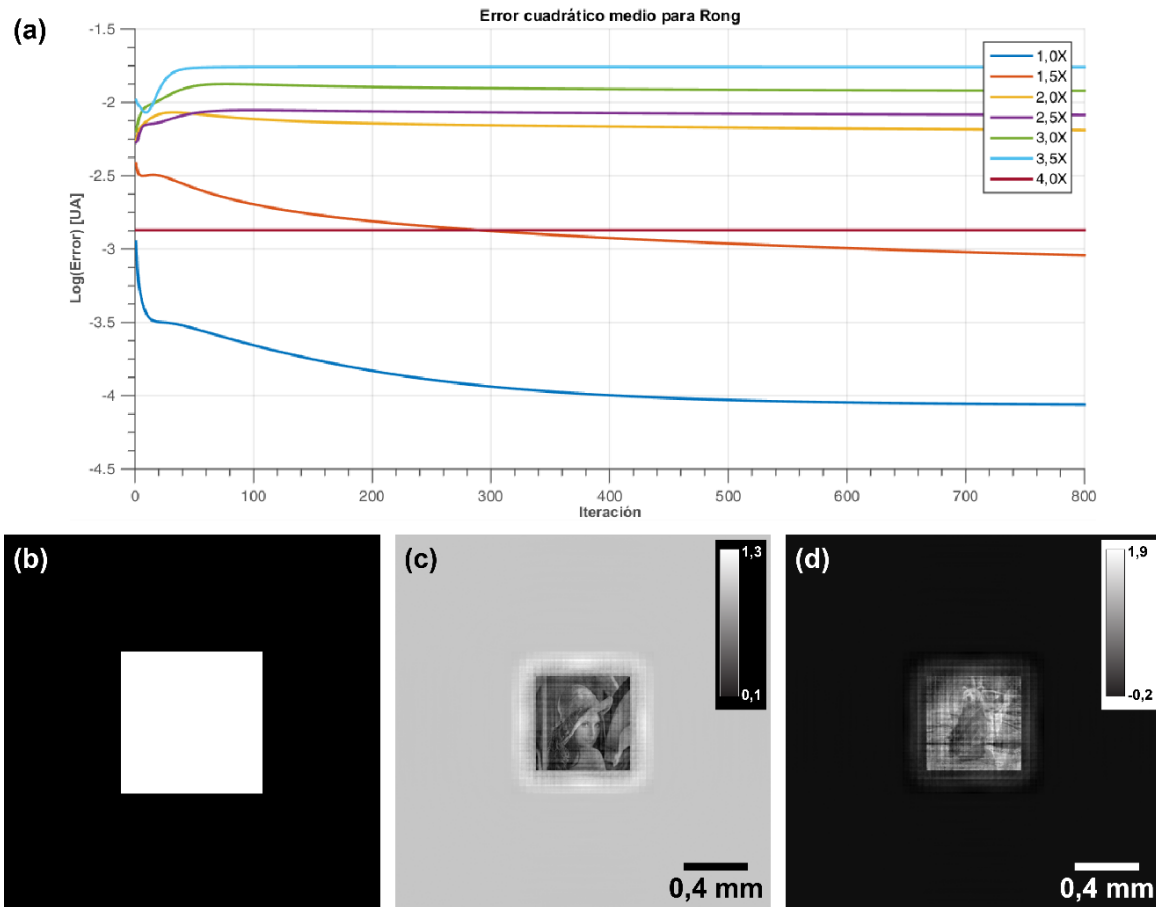 (a)
Error cuadrático medio para Rong
-1.5
-2
-2.5
-3
-3.5
-4
-4.5
Log(Error) [UA]
0 100 200 300 400 500 600 700 800
Iteración
1,0X
1,5X
2,0X
2,5X
3,0X
3,5X
4,0X
(b)
(c)
1,3
0,1
0,4 mm
(d)
1,9
-0,2
0,4 mm